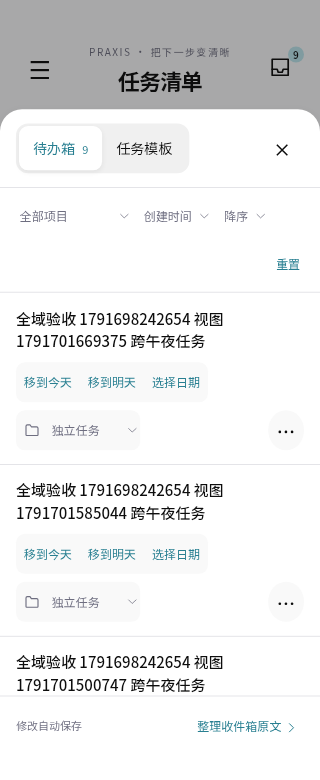 PRAXIS · 把下一步变清晰
9
任务清单
待办箱 9 任务模板
全部项目 创建时间 降序
重置
全域验收 1791698242654 视图
1791701669375 跨午夜任务
移到今天 移到明天 选择日期
独立任务
全域验收 1791698242654 视图
1791701585044 跨午夜任务
移到今天 移到明天 选择日期
独立任务
全域验收 1791698242654 视图
1791701500747 跨午夜任务
修改自动保存 整理收件箱原文